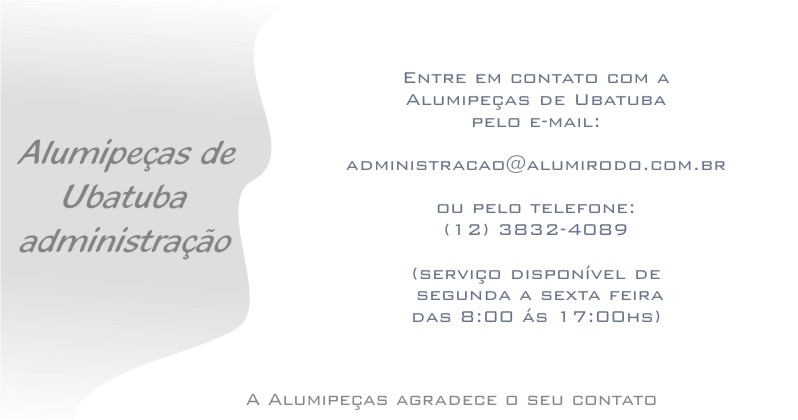 Alumipeças de
Ubatuba
administração
Entre em contato com a
Alumipeças de Ubatuba
pelo e-mail:
administracao@alumirodo.com.br
ou pelo telefone:
(12) 3832-4089
(serviço disponível de
segunda a sexta feira
das 8:00 ás 17:00hs)
A Alumipeças agradece o seu contato